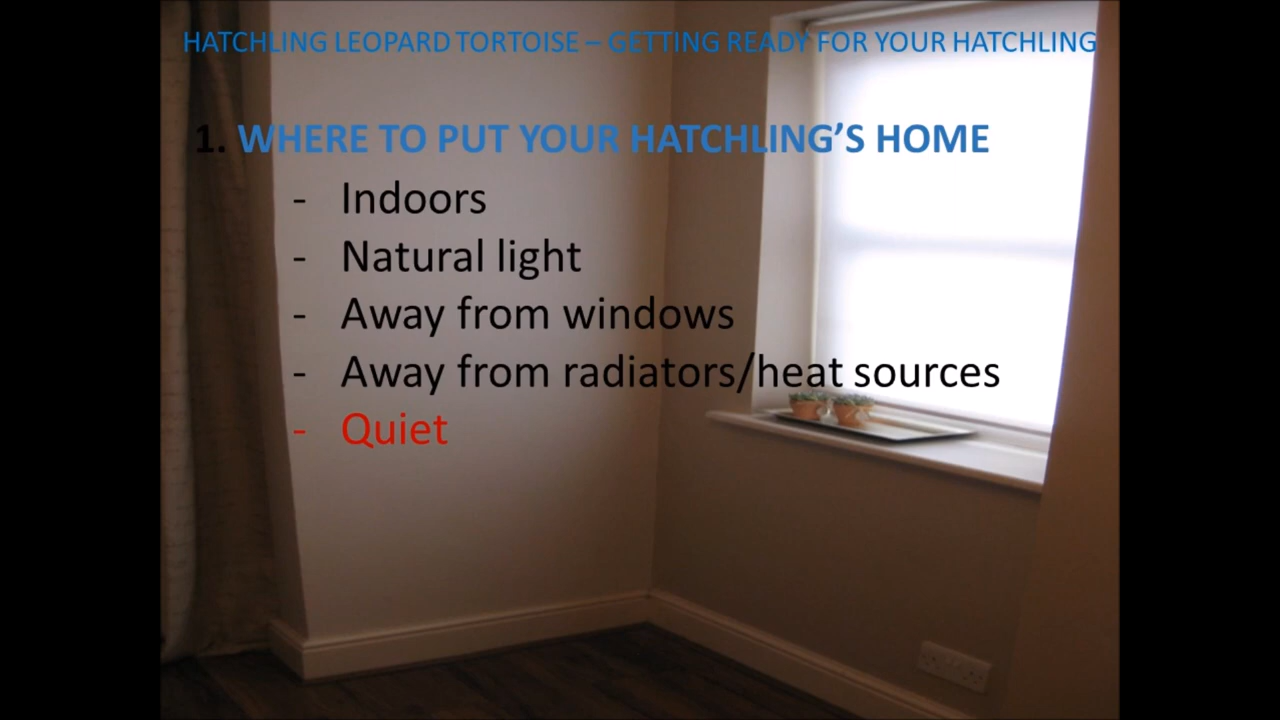 HATCHLING LEOPARD TORTOISE – GETTING READY FOR YOUR HATCHLING
1. WHERE TO PUT YOUR HATCHLING’S HOME
- Indoors
- Natural light
- Away from windows
- Away from radiators/heat sources
- Quiet